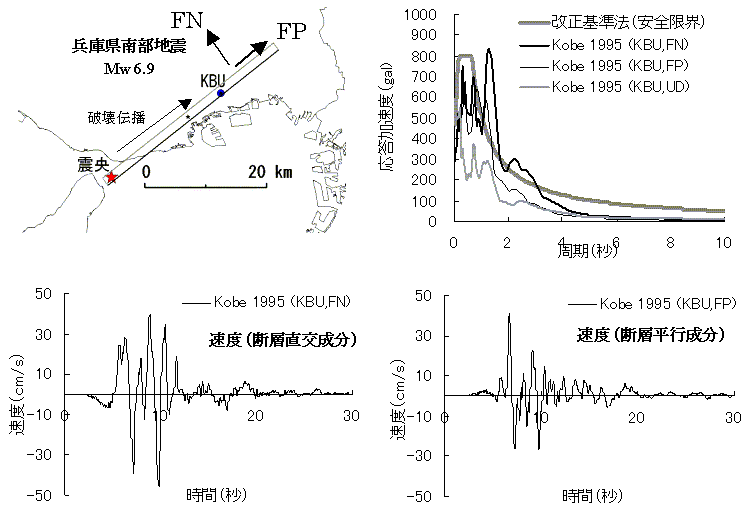 FN
FP
兵庫県南部地震
Mw 6.9
KBU
破壊伝播
震央
0
20 km
改正基準法(安全限界)
Kobe 1995 (KBU,FN)
Kobe 1995 (KBU,FP)
Kobe 1995 (KBU,UD)
応答加速度(gal)
1000
900
800
700
600
500
400
300
200
100
0
0 2 4 6 8 10
周期(秒)
Kobe 1995 (KBU,FN)
速度(断層直交成分)
速度(cm/s)
50
30
10
-10
-30
-50
0 10 20 30
時間(秒)
Kobe 1995 (KBU,FP)
速度(断層平行成分)
速度(cm/s)
50
30
10
-10
-30
-50
0 10 20 30
時間(秒)